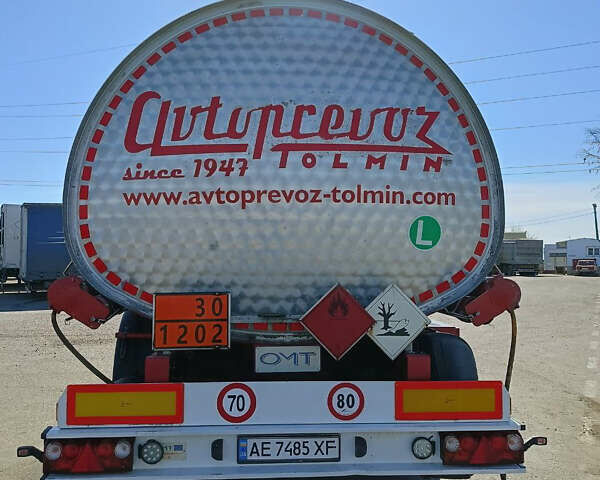 avtoprevoz
TOLMIN
since 1947
www.avtoprevoz-tolmin.com
L
30
1202
OMT
70
80
AE 7485 XF